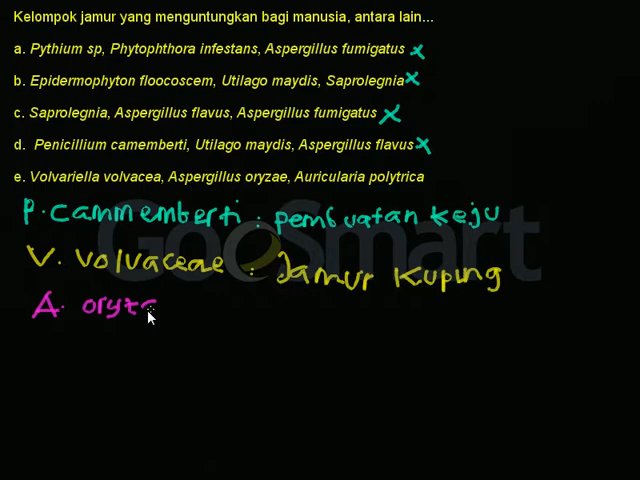 Kelompok jamur yang menguntungkan bagi manusia, antara lain...
a. Pythium sp, Phytophthora infestans, Aspergillus fumigatus x
b. Epidermophyton floocoscem, Utilago maydis, Saprolegnia x
c. Saprolegnia, Aspergillus flavus, Aspergillus fumigatus x
d. Penicillium camemberti, Utilago maydis, Aspergillus flavus x
e. Volvariella volvacea, Aspergillus oryzae, Auricularia polytrica
P. cammemberti : pembuatan keju
GooSmart
V. volvaceae : Jamur Kuping
A. oryza